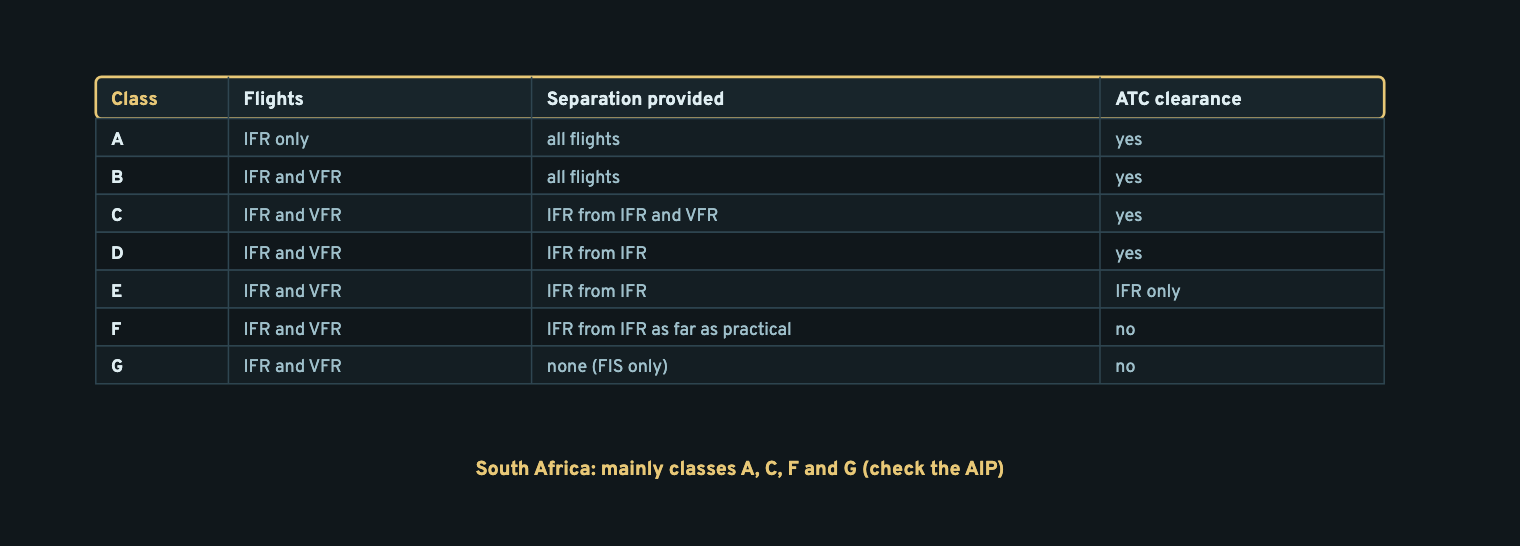 Class Flights Separation provided ATC clearance
A IFR only all flights yes
B IFR and VFR all flights yes
C IFR and VFR IFR from IFR and VFR yes
D IFR and VFR IFR from IFR yes
E IFR and VFR IFR from IFR IFR only
F IFR and VFR IFR from IFR as far as practical no
G IFR and VFR none (FIS only) no
South Africa: mainly classes A, C, F and G (check the AIP)